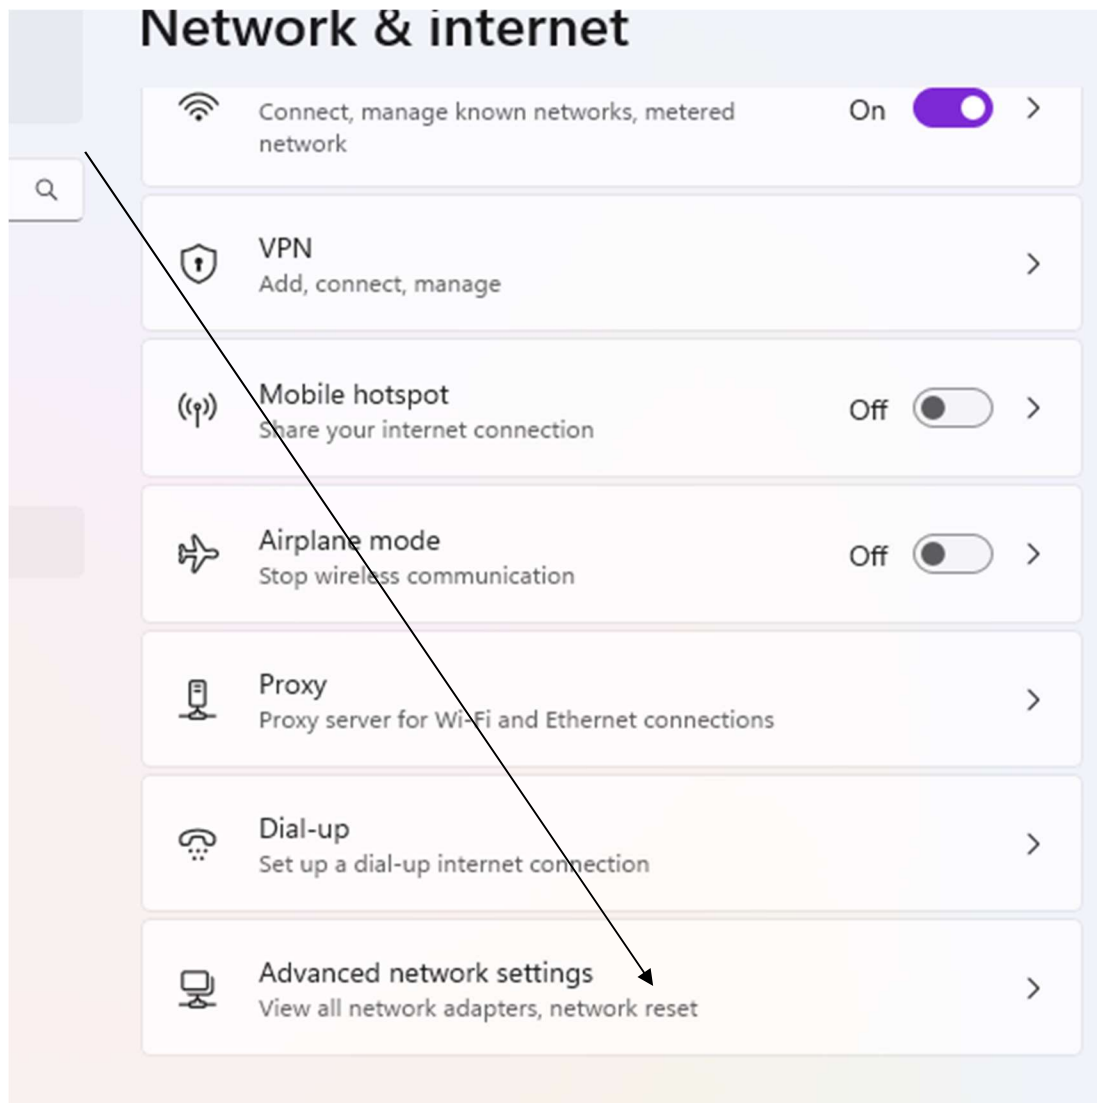 Network & internet
Connect, manage known networks, metered
network
On
VPN
Add, connect, manage
Mobile hotspot
Share your internet connection
Off
Airplane mode
Stop wireless communication
Off
Proxy
Proxy server for Wi-Fi and Ethernet connections
Dial-up
Set up a dial-up internet connection
Advanced network settings
View all network adapters, network reset